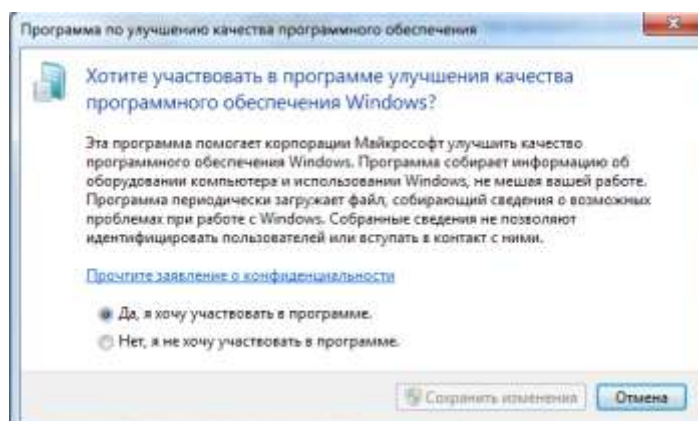 Программа по улучшению качества программного обеспечения
Хотите участвовать в программе улучшения качества
программного обеспечения Windows?
Эта программа помогает корпорации Майкрософт улучшить качество
программного обеспечения Windows. Программа собирает информацию об
оборудовании компьютера и использовании Windows, не мешая вашей работе.
Программа периодически загружает файл, собирающий сведения о возможных
проблемах при работе с Windows. Собранные сведения не позволяют
идентифицировать пользователей или вступать в контакт с ними.
Прочтите заявление о конфиденциальности
Да, я хочу участвовать в программе.
Нет, я не хочу участвовать в программе.
Сохранить изменения Отмена